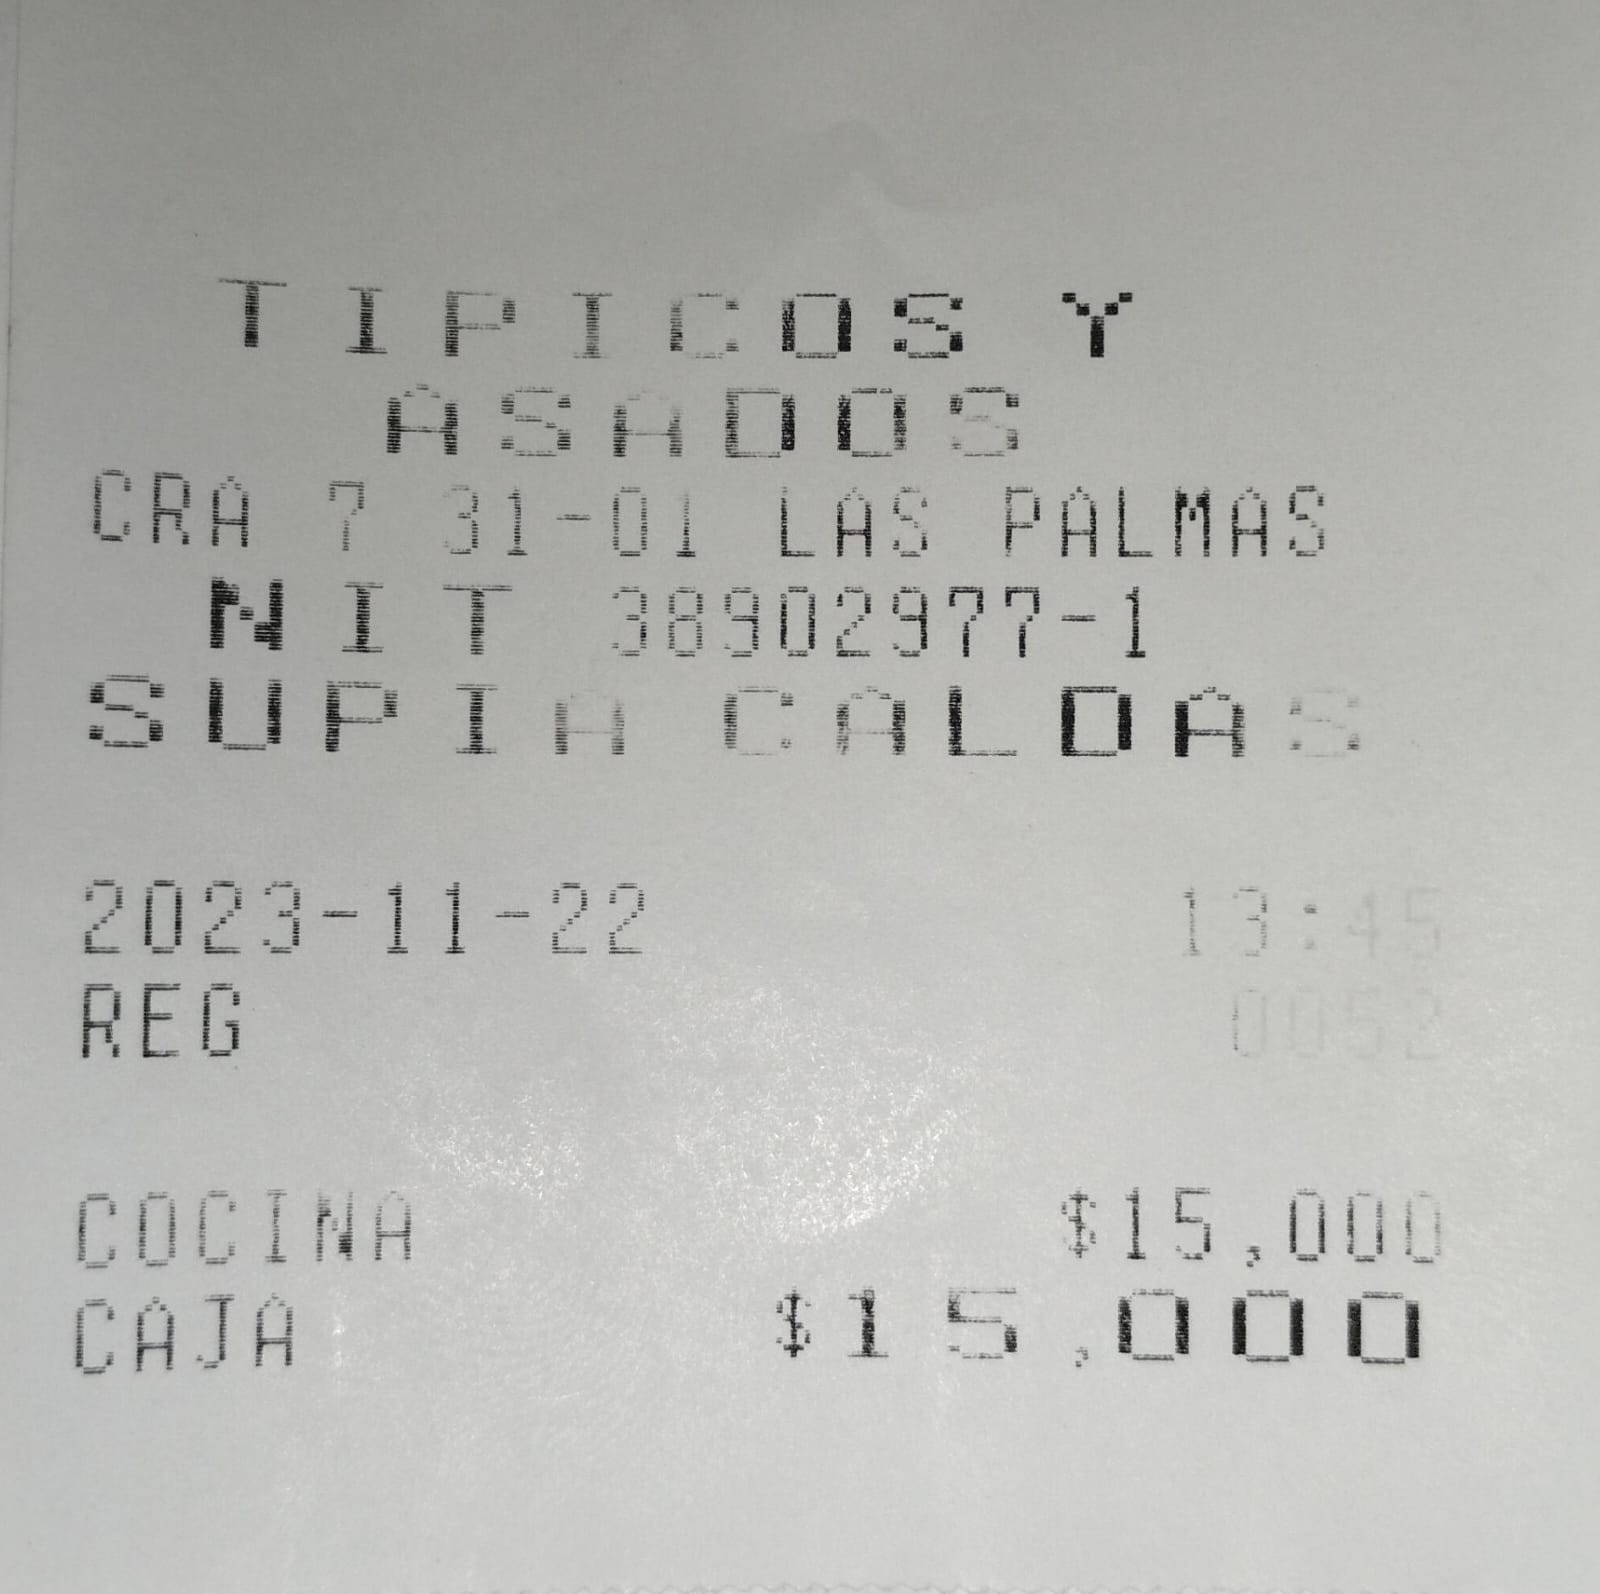 TIPICOS Y
ASADOS
CRA 7 31-01 LAS PALMAS
NIT 38902977-1
SUPIA CALDAS
2023-11-22 13:45
REG 0052
COCINA $15,000
CAJA $15,000